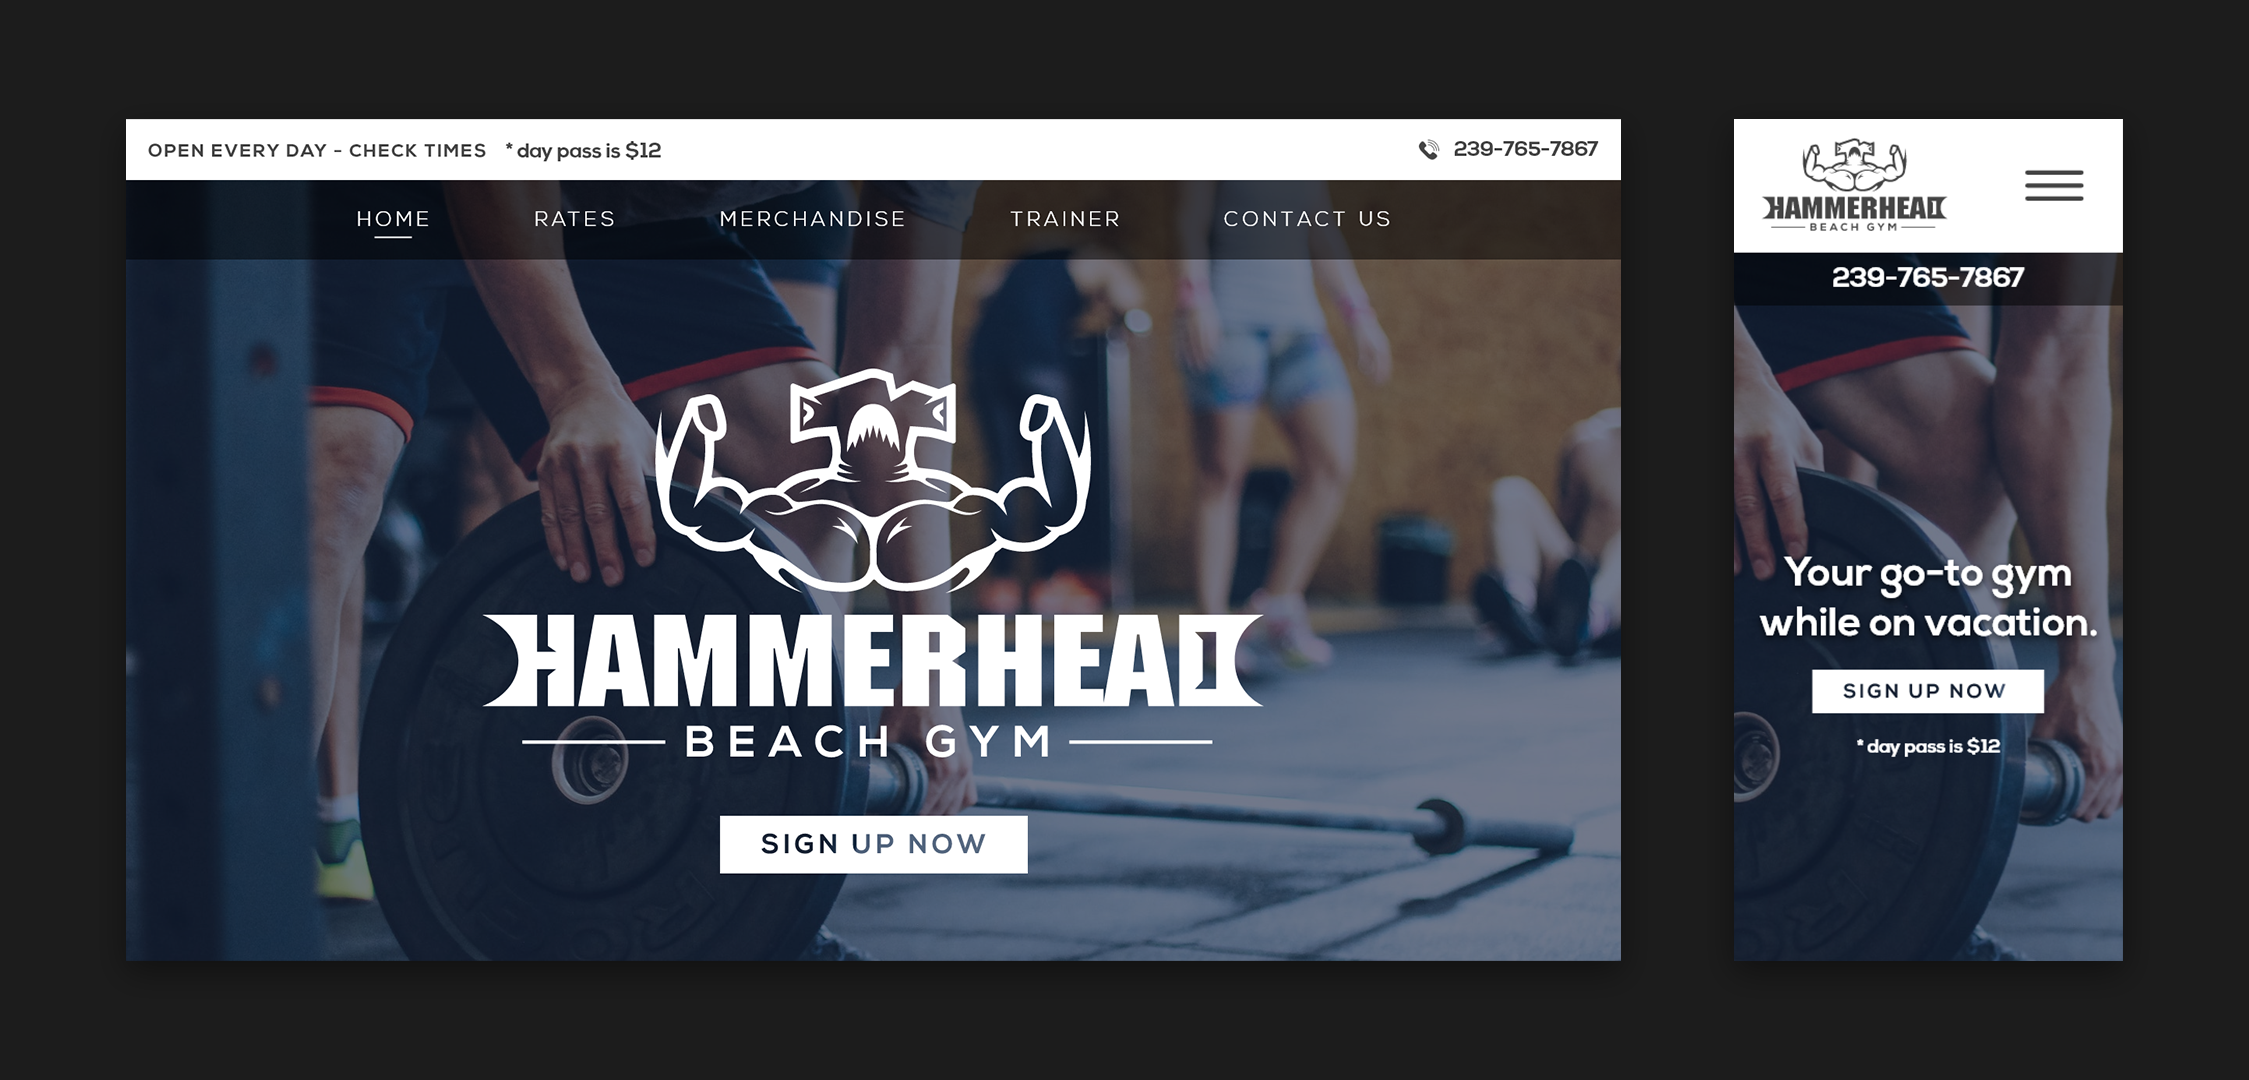 OPEN EVERY DAY - CHECK TIMES * day pass is $12
239-765-7867
HOME RATES MERCHANDISE TRAINER CONTACT US
HAMMERHEAD
BEACH GYM
SIGN UP NOW
HAMMERHEAD
BEACH GYM
239-765-7867
Your go-to gym
while on vacation.
SIGN UP NOW
* day pass is $12